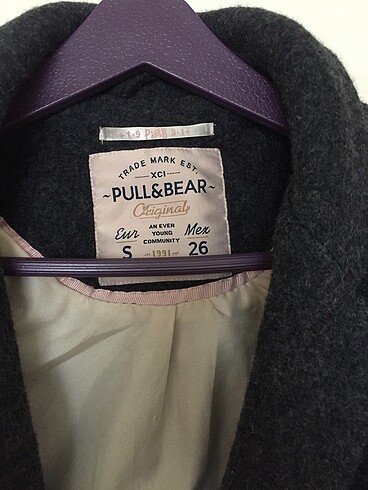 TRADE MARK EST.
XCI
~PULL&BEAR~
Original
Eur
AN EVER
YOUNG
COMMUNITY
Mex
S
~1991~
26